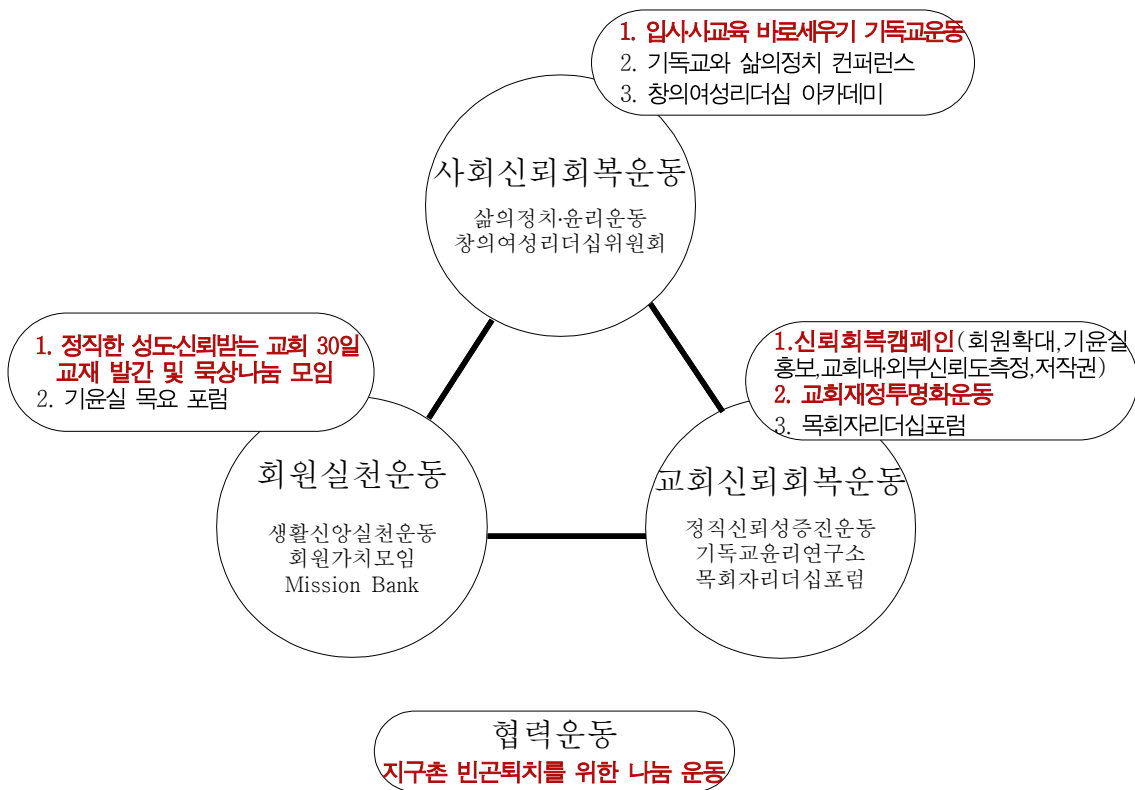 1. 입사·사교육 바로세우기 기독교운동
2. 기독교와 삶의정치 컨퍼런스
3. 창의여성리더십 아카데미
사회신뢰회복운동
삶의정치·윤리운동
창의여성리더십위원회
1. 정직한 성도·신뢰받는 교회 30일
교재 발간 및 묵상나눔 모임
2. 기윤실 목요 포럼
회원실천운동
생활신앙실천운동
회원가치모임
Mission Bank
1.신뢰회복캠페인(회원확대,기윤실
홍보,교회내·외부신뢰도측정,저작권)
2. 교회재정투명화운동
3. 목회자리더십포럼
교회신뢰회복운동
정직신뢰성증진운동
기독교윤리연구소
목회자리더십포럼
협력운동
지구촌 빈곤퇴치를 위한 나눔 운동